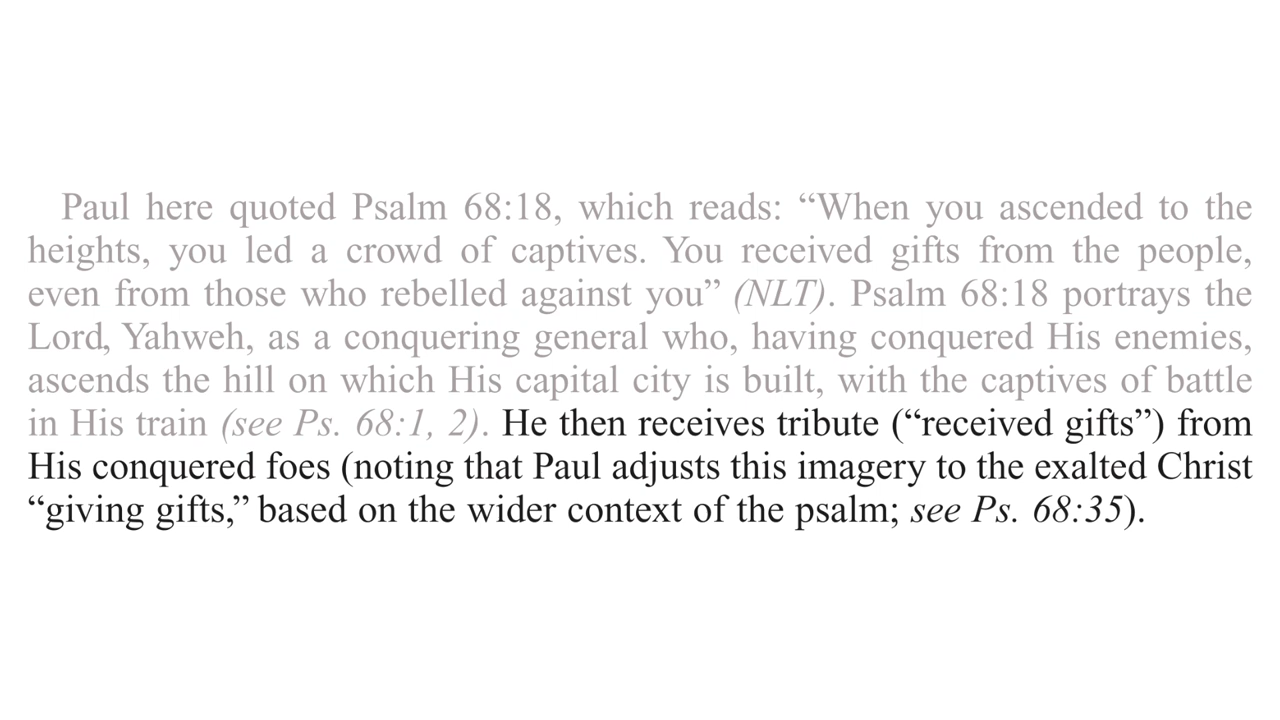 Paul here quoted Psalm 68:18, which reads: “When you ascended to the
heights, you led a crowd of captives. You received gifts from the people,
even from those who rebelled against you” (NLT). Psalm 68:18 portrays the
Lord, Yahweh, as a conquering general who, having conquered His enemies,
ascends the hill on which His capital city is built, with the captives of battle
in His train (see Ps. 68:1, 2). He then receives tribute (“received gifts”) from
His conquered foes (noting that Paul adjusts this imagery to the exalted Christ
“giving gifts,” based on the wider context of the psalm; see Ps. 68:35).